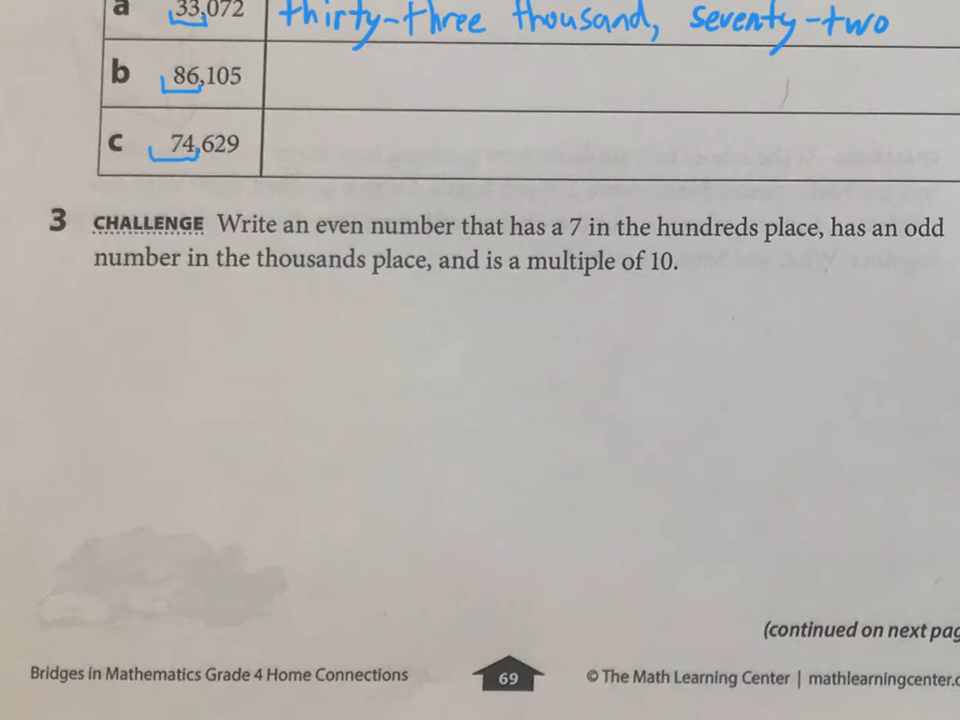 a 33,072 thirty-three thousand, seventy-two
b 86,105
c 74,629
3 CHALLENGE Write an even number that has a 7 in the hundreds place, has an odd
number in the thousands place, and is a multiple of 10.
(continued on next pag
Bridges in Mathematics Grade 4 Home Connections 69 © The Math Learning Center | mathlearningcenter.o